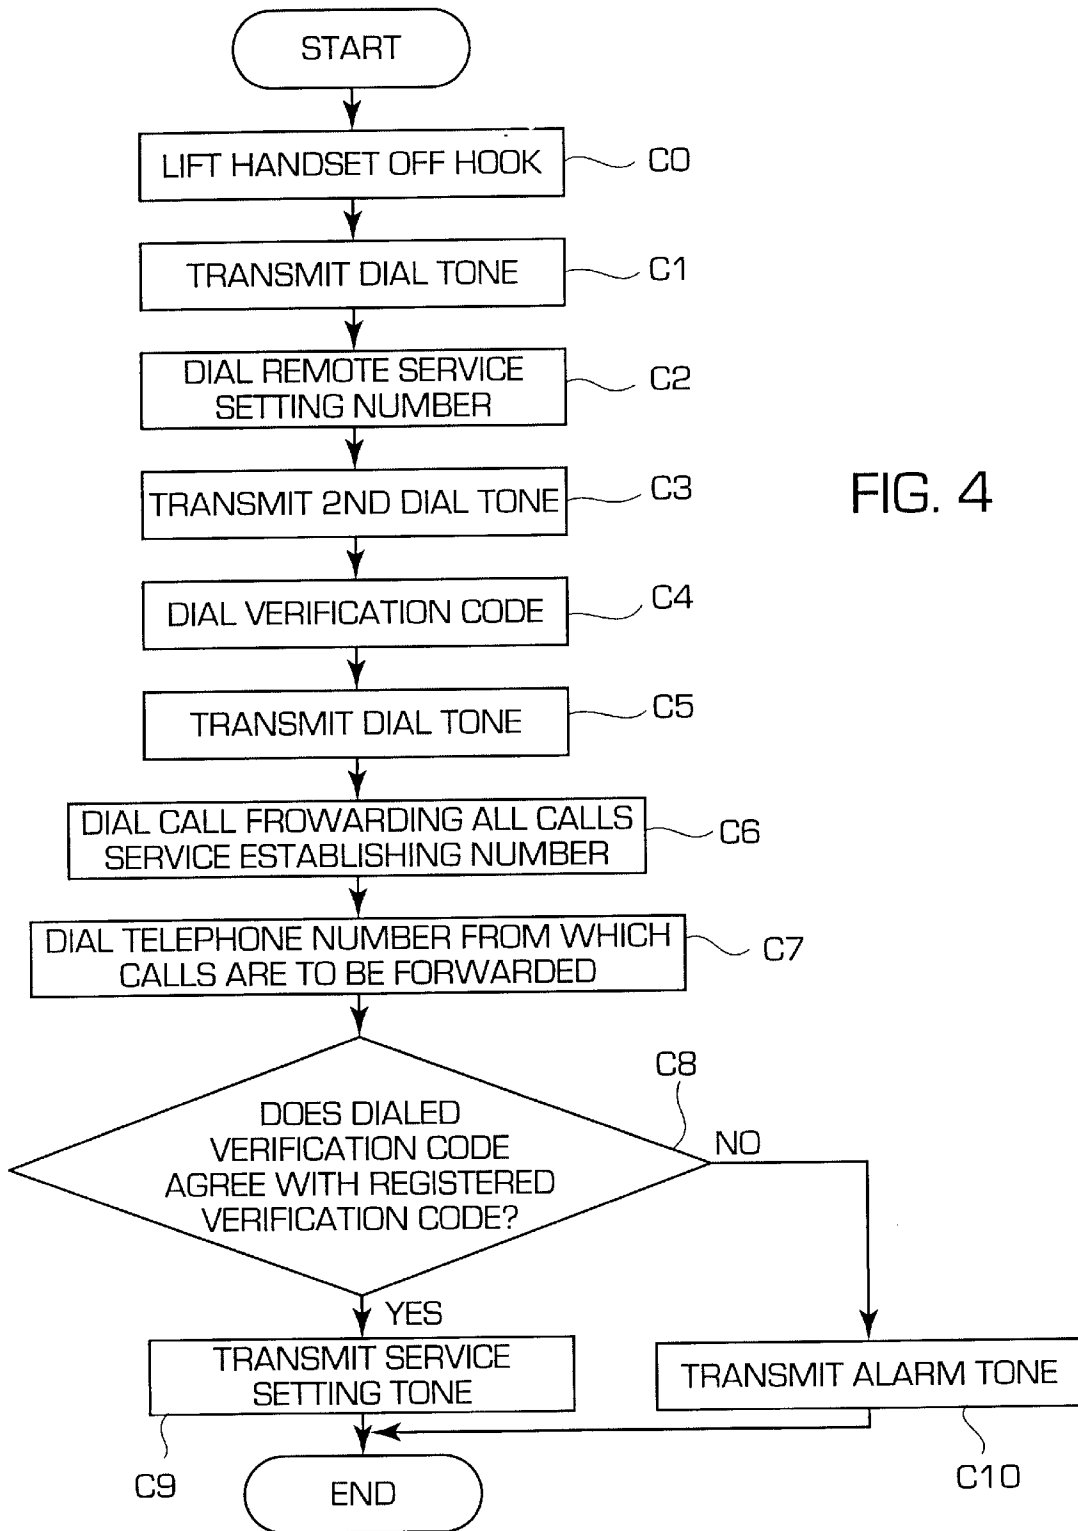 START
LIFT HANDSET OFF HOOK
C0
TRANSMIT DIAL TONE
C1
DIAL REMOTE SERVICE
SETTING NUMBER
C2
TRANSMIT 2ND DIAL TONE
C3
FIG. 4
DIAL VERIFICATION CODE
C4
TRANSMIT DIAL TONE
C5
DIAL CALL FROWARDING ALL CALLS
SERVICE ESTABLISHING NUMBER
C6
DIAL TELEPHONE NUMBER FROM WHICH
CALLS ARE TO BE FORWARDED
C7
C8
DOES DIALED
VERIFICATION CODE
AGREE WITH REGISTERED
VERIFICATION CODE?
NO
YES
TRANSMIT SERVICE
SETTING TONE
C9
TRANSMIT ALARM TONE
C10
END